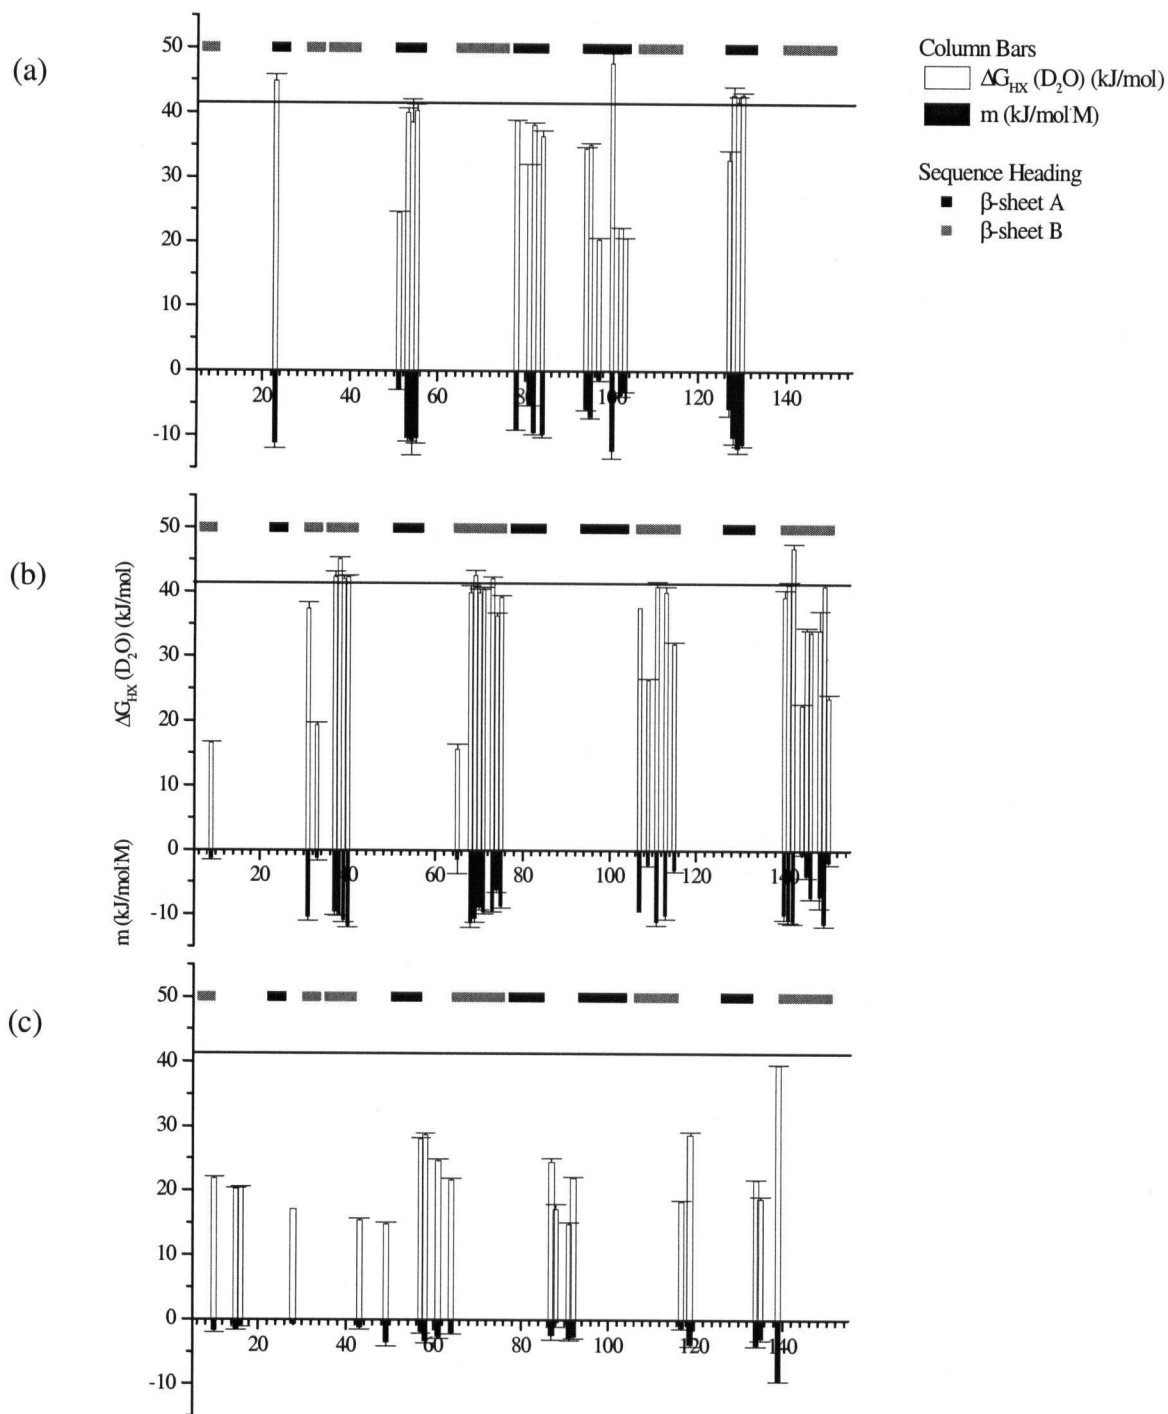 (a)
50
40
30
20
10
0
-10
20 40 60 80 100 120 140
Column Bars
ΔG_HX (D₂O) (kJ/mol)
m (kJ/mol·M)
Sequence Heading
β-sheet A
β-sheet B
(b)
ΔG_HX (D₂O) (kJ/mol)
m (kJ/mol·M)
50
40
30
20
10
0
-10
20 40 60 80 100 120 140
(c)
50
40
30
20
10
0
-10
20 40 60 80 100 120 140